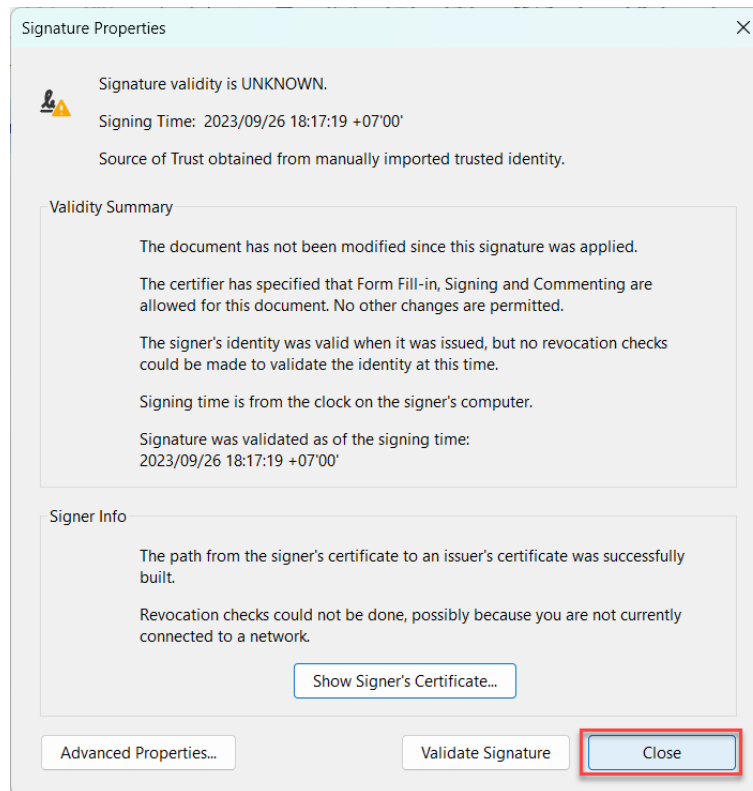 Signature Properties
Signature validity is UNKNOWN.
Signing Time: 2023/09/26 18:17:19 +07'00'
Source of Trust obtained from manually imported trusted identity.
Validity Summary
The document has not been modified since this signature was applied.
The certifier has specified that Form Fill-in, Signing and Commenting are
allowed for this document. No other changes are permitted.
The signer's identity was valid when it was issued, but no revocation checks
could be made to validate the identity at this time.
Signing time is from the clock on the signer's computer.
Signature was validated as of the signing time:
2023/09/26 18:17:19 +07'00'
Signer Info
The path from the signer's certificate to an issuer's certificate was successfully
built.
Revocation checks could not be done, possibly because you are not currently
connected to a network.
Show Signer's Certificate...
Advanced Properties...
Validate Signature
Close